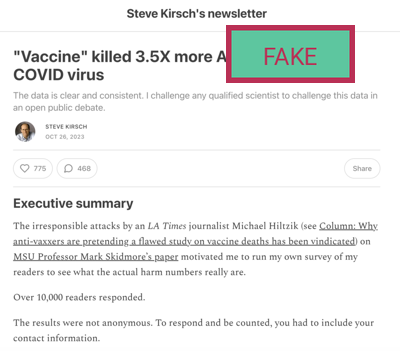 Steve Kirsch's newsletter
"Vaccine" killed 3.5X more A
FAKE
COVID virus
The data is clear and consistent. I challenge any qualified scientist to challenge this data in
an open public debate.
STEVE KIRSCH
OCT 26, 2023
775
468
Share
Executive summary
The irresponsible attacks by an LA Times journalist Michael Hiltzik (see Column: Why
anti-vaxxers are pretending a flawed study on vaccine deaths has been vindicated) on
MSU Professor Mark Skidmore's paper motivated me to run my own survey of my
readers to see what the actual harm numbers really are.
Over 10,000 readers responded.
The results were not anonymous. To respond and be counted, you had to include your
contact information.